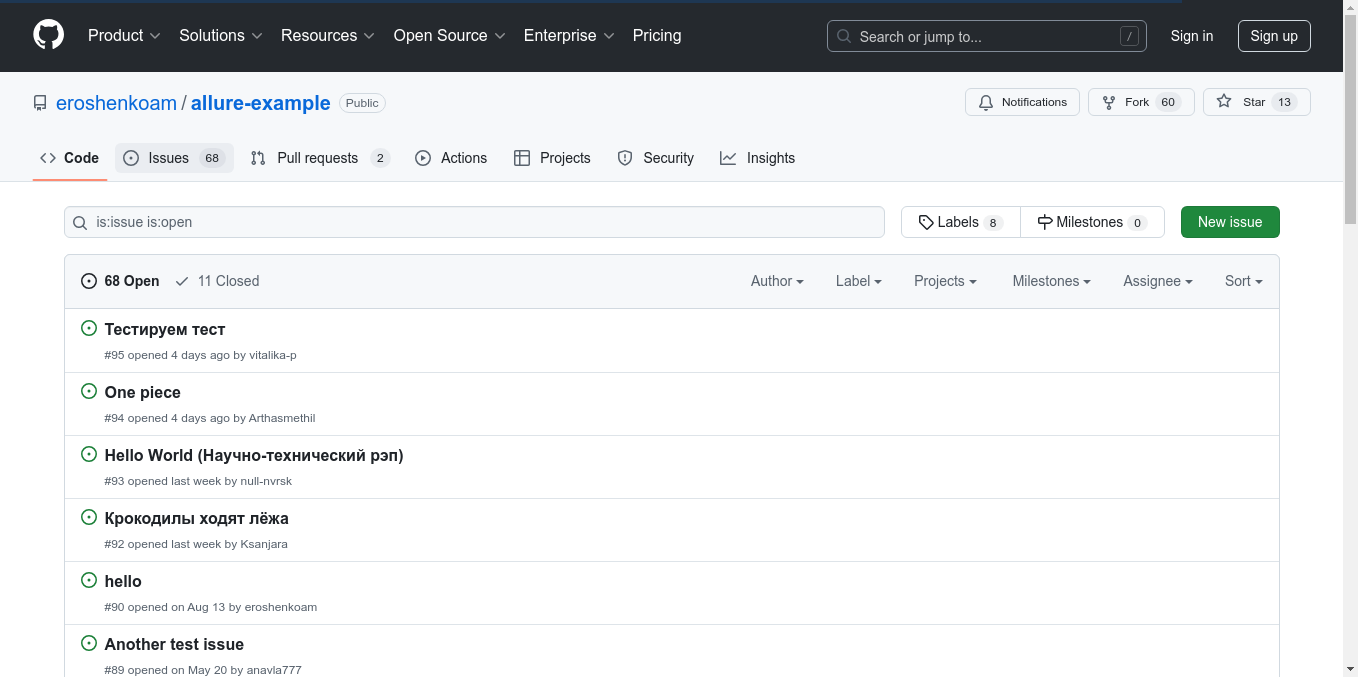 Product Solutions Resources Open Source Enterprise Pricing Search or jump to... / Sign in Sign up
eroshenkoam / allure-example Public Notifications Fork 60 Star 13
Code Issues 68 Pull requests 2 Actions Projects Security Insights
is:issue is:open Labels 8 Milestones 0 New issue
68 Open 11 Closed Author Label Projects Milestones Assignee Sort
Тестируем тест
#95 opened 4 days ago by vitalika-p
One piece
#94 opened 4 days ago by Arthasmethil
Hello World (Научно-технический рэп)
#93 opened last week by null-nvrsk
Крокодилы ходят лёжа
#92 opened last week by Ksanjara
hello
#90 opened on Aug 13 by eroshenkoam
Another test issue
#89 opened on May 20 by anavla777